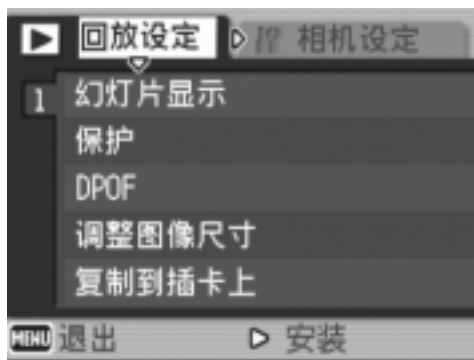 回放设定 相机设定
1 幻灯片显示
保护
DPOF
调整图像尺寸
复制到插卡上
MENU 退出 安装